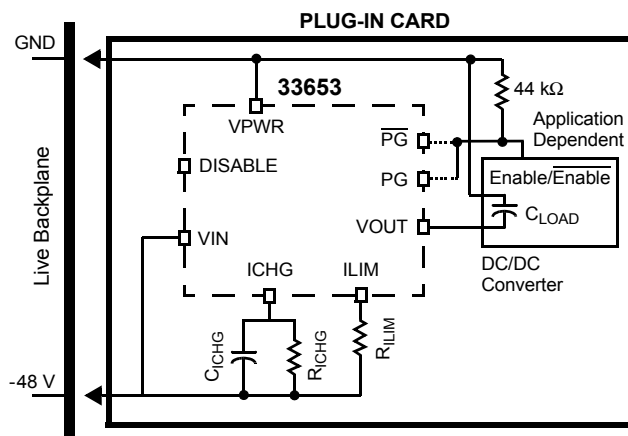 PLUG-IN CARD
GND
33653
44 kΩ
VPWR
Application
Dependent
PG
DISABLE
Enable/Enable
PG
CLOAD
VOUT
VIN
DC/DC
Converter
ICHG
ILIM
Live Backplane
CICHG
RICHG
RILIM
-48 V